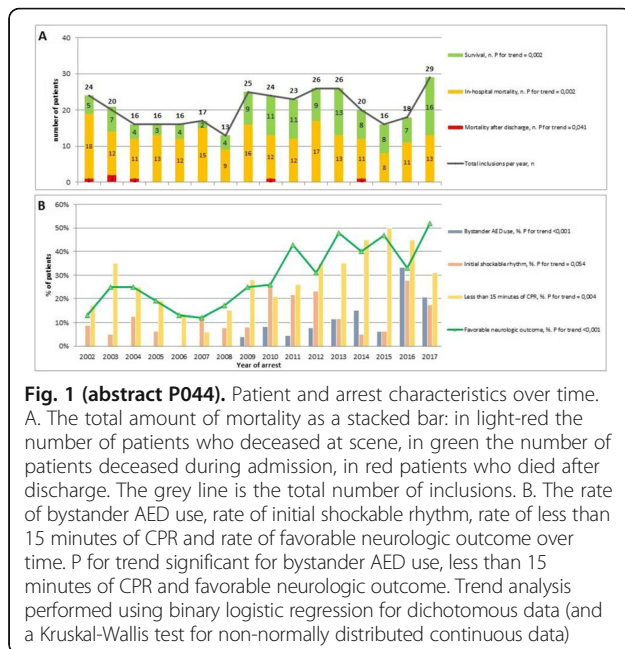 A
40
30
20
10
0
number of patients
24 20 16 16 16 17 13 25 24 23 26 26 20 16 18 29
5 7 4 3 4 2 4 9 11 11 9 13 8 8 7 16
18 12 11 13 12 15 9 16 12 12 17 13 11 8 11 13
Survival, n. P for trend = 0,002
In-hospital mortality, n. P for trend = 0,002
Mortality after discharge, n. P for trend = 0,041
Total inclusions per year, n
B
60%
50%
40%
30%
20%
10%
0%
% of patients
2002 2003 2004 2005 2006 2007 2008 2009 2010 2011 2012 2013 2014 2015 2016 2017
Year of arrest
Bystander AED use, %. P for trend <0,001
Initial shockable rhythm, %. P for trend = 0,054
Less than 15 minutes of CPR, %. P for trend = 0,004
Favorable neurologic outcome, %. P for trend <0,001
Fig. 1 (abstract P044). Patient and arrest characteristics over time.
A. The total amount of mortality as a stacked bar: in light-red the
number of patients who deceased at scene, in green the number of
patients deceased during admission, in red patients who died after
discharge. The grey line is the total number of inclusions. B. The rate
of bystander AED use, rate of initial shockable rhythm, rate of less than
15 minutes of CPR and rate of favorable neurologic outcome over
time. P for trend significant for bystander AED use, less than 15
minutes of CPR and favorable neurologic outcome. Trend analysis
performed using binary logistic regression for dichotomous data (and
a Kruskal-Wallis test for non-normally distributed continuous data)